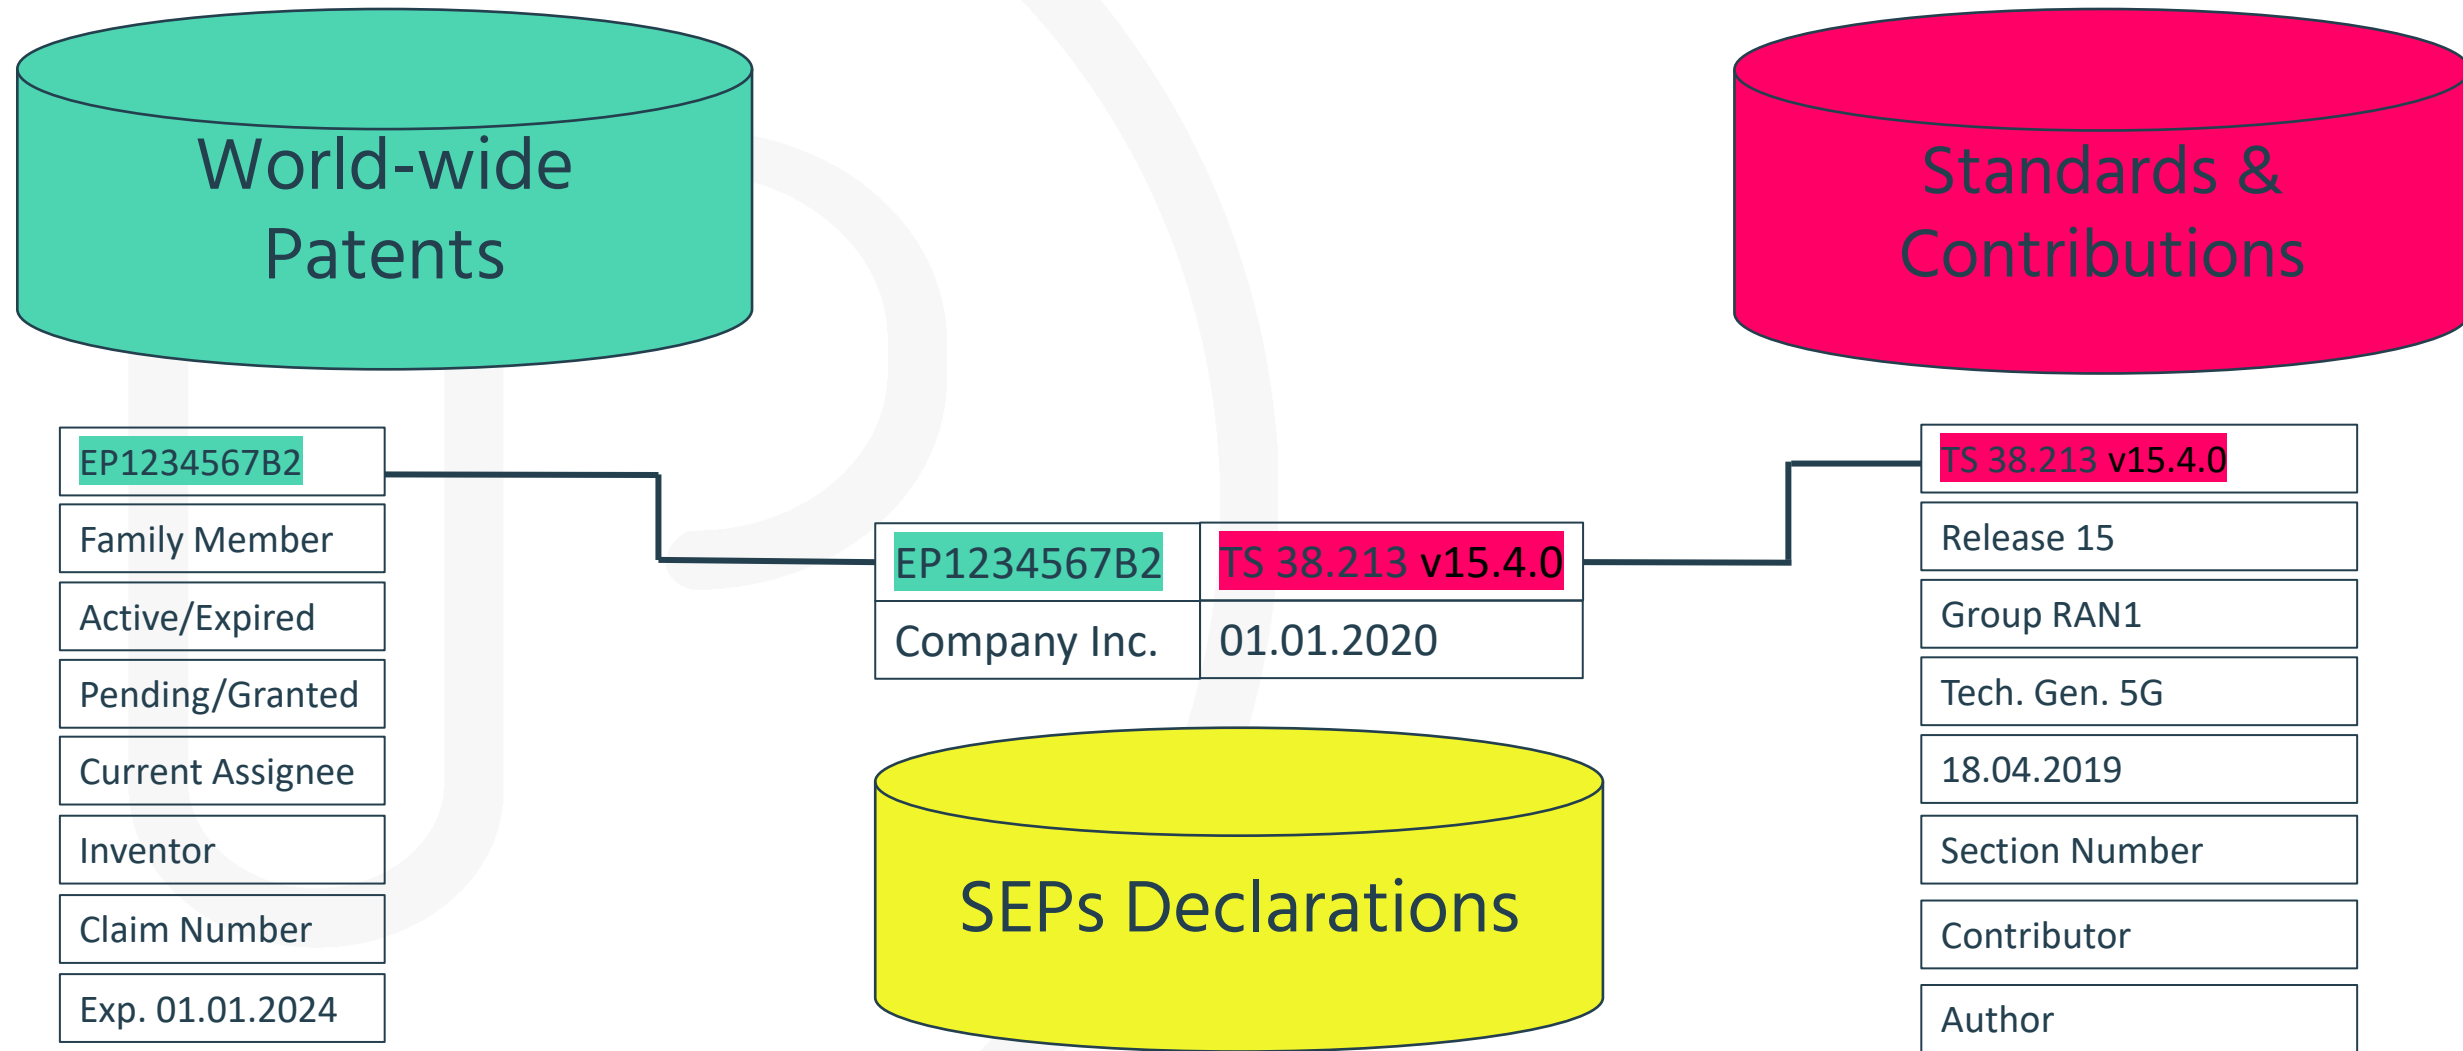 World-wide
Patents
Standards &
Contributions
EP1234567B2
Family Member
Active/Expired
Pending/Granted
Current Assignee
Inventor
Claim Number
Exp. 01.01.2024
EP1234567B2 TS 38.213 v15.4.0
Company Inc. 01.01.2020
SEPs Declarations
TS 38.213 v15.4.0
Release 15
Group RAN1
Tech. Gen. 5G
18.04.2019
Section Number
Contributor
Author